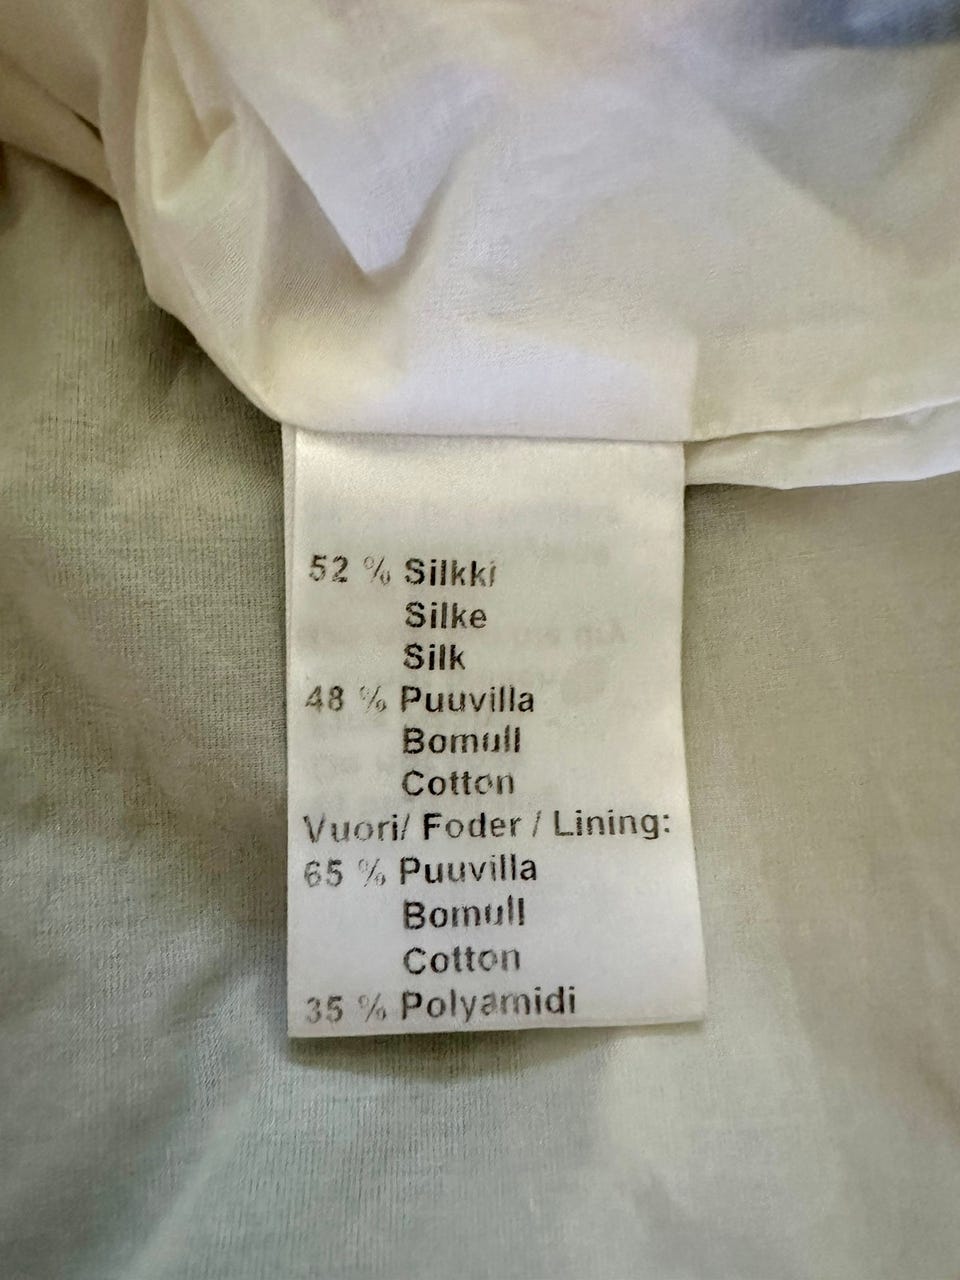 52 % Silkki
Silke
Silk
48 % Puuvilla
Bomull
Cotton
Vuori/ Foder / Lining:
65 % Puuvilla
Bomull
Cotton
35 % Polyamidi